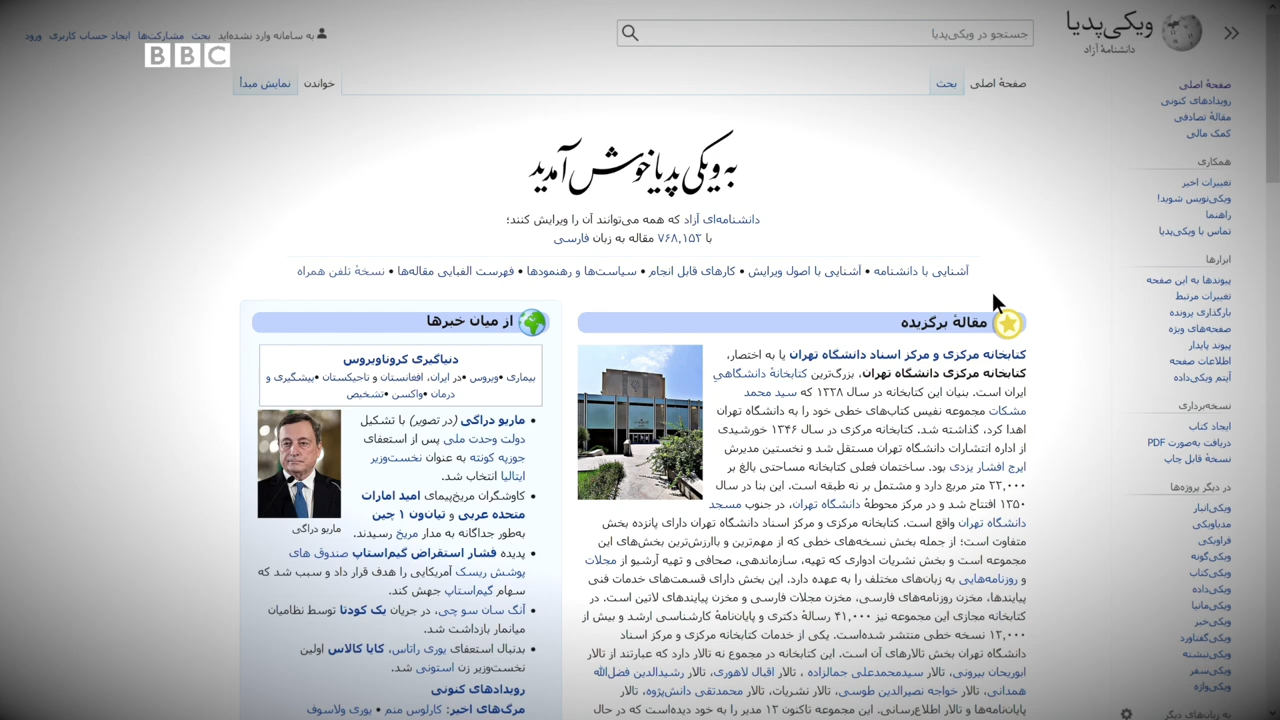 به سامانه وارد نشده‌اید بحث مشارکت‌ها ایجاد حساب کاربری ورود
BBC
جستجو در ویکی‌پدیا
ویکی‌پدیا
دانشنامهٔ آزاد
صفحهٔ اصلی بحث
خواندن نمایش مبدأ
به ویکی‌پدیا خوش آمدید
دانشنامه‌ای آزاد که همه می‌توانند آن را ویرایش کنند؛
با ۷۶۸٬۱۵۲ مقاله به زبان فارسی
آشنایی با دانشنامه • آشنایی با اصول ویرایش • کارهای قابل انجام • سیاست‌ها و رهنمودها • فهرست الفبایی مقاله‌ها • نسخهٔ تلفن همراه
مقالهٔ برگزیده
کتابخانه مرکزی و مرکز اسناد دانشگاه تهران یا به اختصار،
کتابخانه مرکزی دانشگاه تهران، بزرگ‌ترین کتابخانهٔ دانشگاهیِ
ایران است. بنیان این کتابخانه در سال ۱۳۲۸ که سید محمد
مشکات مجموعه نفیس کتاب‌های خطی خود را به دانشگاه تهران
اهدا کرد، گذاشته شد. کتابخانه مرکزی در سال ۱۳۴۶ خورشیدی
از اداره انتشارات دانشگاه تهران مستقل شد و نخستین مدیرش
ایرج افشار یزدی بود. ساختمان فعلی کتابخانه مساحتی بالغ بر
۲۲٬۰۰۰ متر مربع دارد و مشتمل بر نه طبقه است. این بنا در سال
۱۳۵۰ افتتاح شد و در مرکز محوطهٔ دانشگاه تهران، در جنوب مسجد
دانشگاه تهران واقع است. کتابخانه مرکزی و مرکز اسناد دانشگاه تهران دارای پانزده بخش
متفاوت است؛ از جمله بخش نسخه‌های خطی که از مهم‌ترین و باارزش‌ترین بخش‌های این
مجموعه است و بخش نشریات ادواری که تهیه، سازماندهی، صحافی و تهیه آرشیو از مجلات
و روزنامه‌هایی به زبان‌های مختلف را به عهده دارد. این بخش دارای قسمت‌های خدمات فنی
پیایندها، مخزن روزنامه‌های فارسی، مخزن مجلات فارسی و مخزن پیایندهای لاتین است. در
کتابخانه مجازی این مجموعه نیز ۴۱٬۰۰۰ رسالهٔ دکتری و پایان‌نامهٔ کارشناسی ارشد و بیش از
۱۲٬۰۰۰ نسخه خطی منتشر شده‌است. یکی از خدمات کتابخانه مرکزی و مرکز اسناد
دانشگاه تهران بخش تالارهای آن است. این کتابخانه در مجموع نه تالار دارد که عبارتند از تالار
ابوریحان بیرونی، تالار سیدمحمدعلی جمالزاده ، تالار اقبال لاهوری، تالار رشیدالدین فضل‌الله
همدانی، تالار خواجه نصیرالدین طوسی، تالار نشریات، تالار محمدتقی دانش‌پژوه، تالار
پایان‌نامه‌ها و تالار اطلاع‌رسانی. این مجموعه تاکنون ۱۲ مدیر را به خود دیده‌است که در حال
از میان خبرها
دنیاگیری کروناویروس
بیماری •ویروس •در ایران، افغانستان و تاجیکستان •پیشگیری و
درمان •واکسن •تشخیص
• ماریو دراگی (در تصویر) با تشکیل
دولت وحدت ملی پس از استعفای
جوزپه کونته به عنوان نخست‌وزیر
ایتالیا انتخاب شد.
• کاوشگران مریخ‌پیمای امید امارات
متحده عربی و تیان‌ون ۱ چین
به‌طور جداگانه به مدار مریخ رسیدند.
ماریو دراگی
• پدیده فشار استقراض گیم‌استاپ صندوق های
پوشش ریسک آمریکایی را هدف قرار داد و سبب شد که
سهام گیم‌استاپ جهش کند.
• آنگ سان سو چی، در جریان یک کودتا توسط نظامیان
میانمار بازداشت شد.
• بدنبال استعفای یوری راتاس، کایا کالاس اولین
نخست‌وزیر زن استونی شد.
رویدادهای کنونی
مرگ‌های اخیر: کارلوس منم • یوری ولاسوف
صفحهٔ اصلی
رویدادهای کنونی
مقالهٔ تصادفی
کمک مالی
همکاری
تغییرات اخیر
ویکی‌نویس شوید!
راهنما
تماس با ویکی‌پدیا
ابزارها
پیوندها به این صفحه
تغییرات مرتبط
بارگذاری پرونده
صفحه‌های ویژه
پیوند پایدار
اطلاعات صفحه
آیتم ویکی‌داده
نسخه‌برداری
ایجاد کتاب
دریافت به‌صورت PDF
نسخهٔ قابل چاپ
در دیگر پروژه‌ها
ویکی‌انبار
مدیاویکی
فراویکی
ویکی‌گونه
ویکی‌کتاب
ویکی‌داده
ویکی‌مانیا
ویکی‌خبر
ویکی‌گفتاورد
ویکی‌نبشته
ویکی‌سفر
ویکی‌واژه
به زبان‌های دیگر